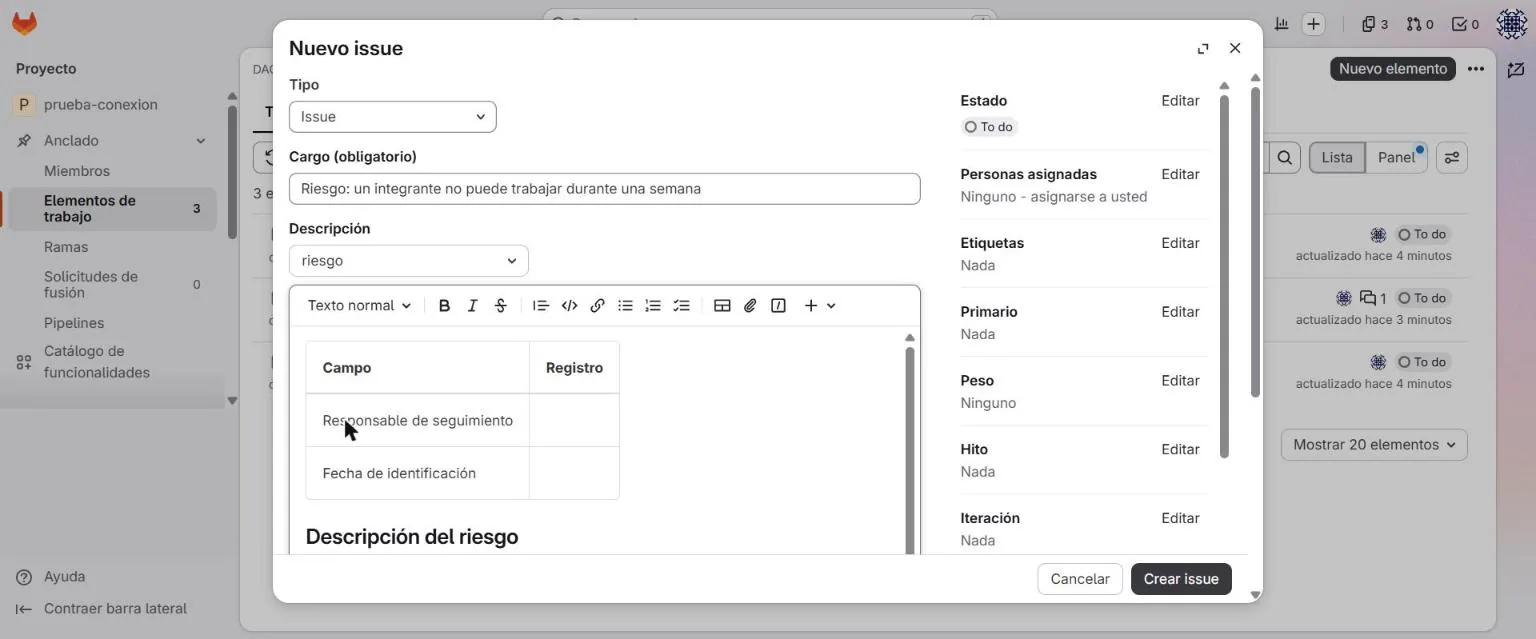 3
0
0
Proyecto
P prueba-conexion
Anclado
Miembros
Elementos de
trabajo
3
Ramas
Solicitudes de
fusión
0
Pipelines
Catálogo de
funcionalidades
Ayuda
Contraer barra lateral
3 e
Nuevo issue
Tipo
Issue
Cargo (obligatorio)
Riesgo: un integrante no puede trabajar durante una semana
Descripción
riesgo
Texto normal
B I S
Campo Registro
Responsable de seguimiento
Fecha de identificación
Descripción del riesgo
Estado Editar
To do
Personas asignadas Editar
Ninguno - asignarse a usted
Etiquetas Editar
Nada
Primario Editar
Nada
Peso Editar
Ninguno
Hito Editar
Nada
Iteración Editar
Nada
Cancelar Crear issue
Nuevo elemento
Lista Panel
To do
actualizado hace 4 minutos
1 To do
actualizado hace 3 minutos
To do
actualizado hace 4 minutos
Mostrar 20 elementos